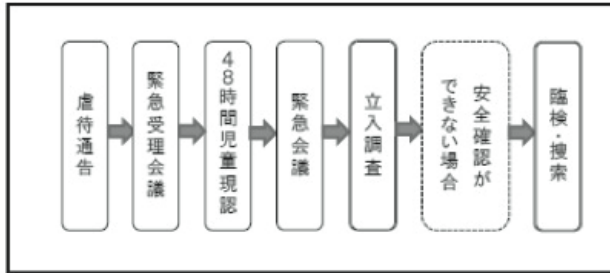 虐待通告
緊急受理会議
48時間児童現認
緊急会議
立入調査
安全確認が
できない場合
臨検・捜索